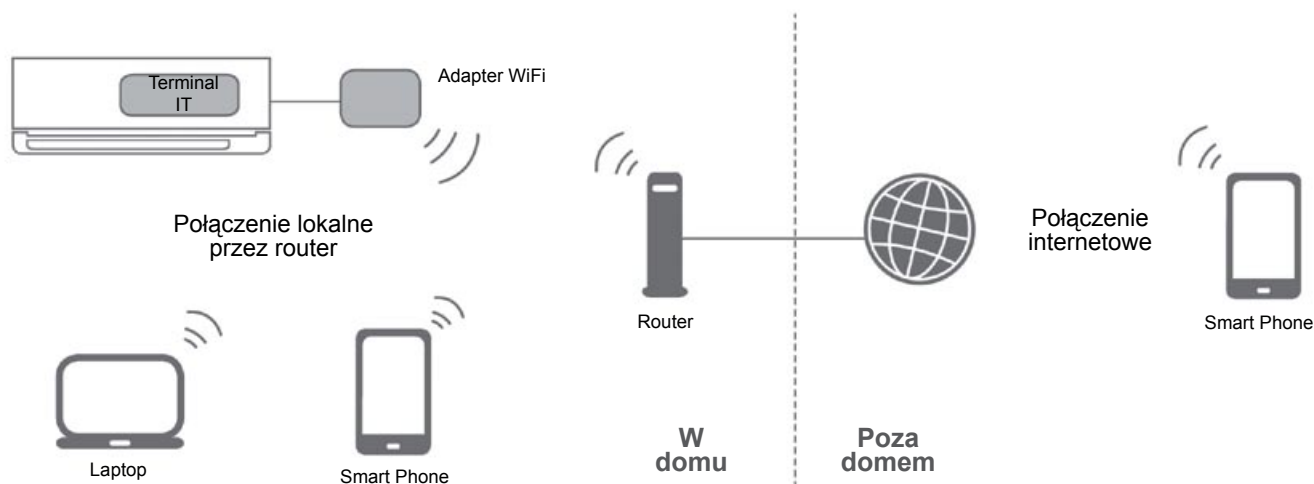 Terminal
IT
Adapter WiFi
Połączenie lokalne
przez router
Połączenie
internetowe
Router
Smart Phone
Laptop
Smart Phone
W
domu
Poza
domem